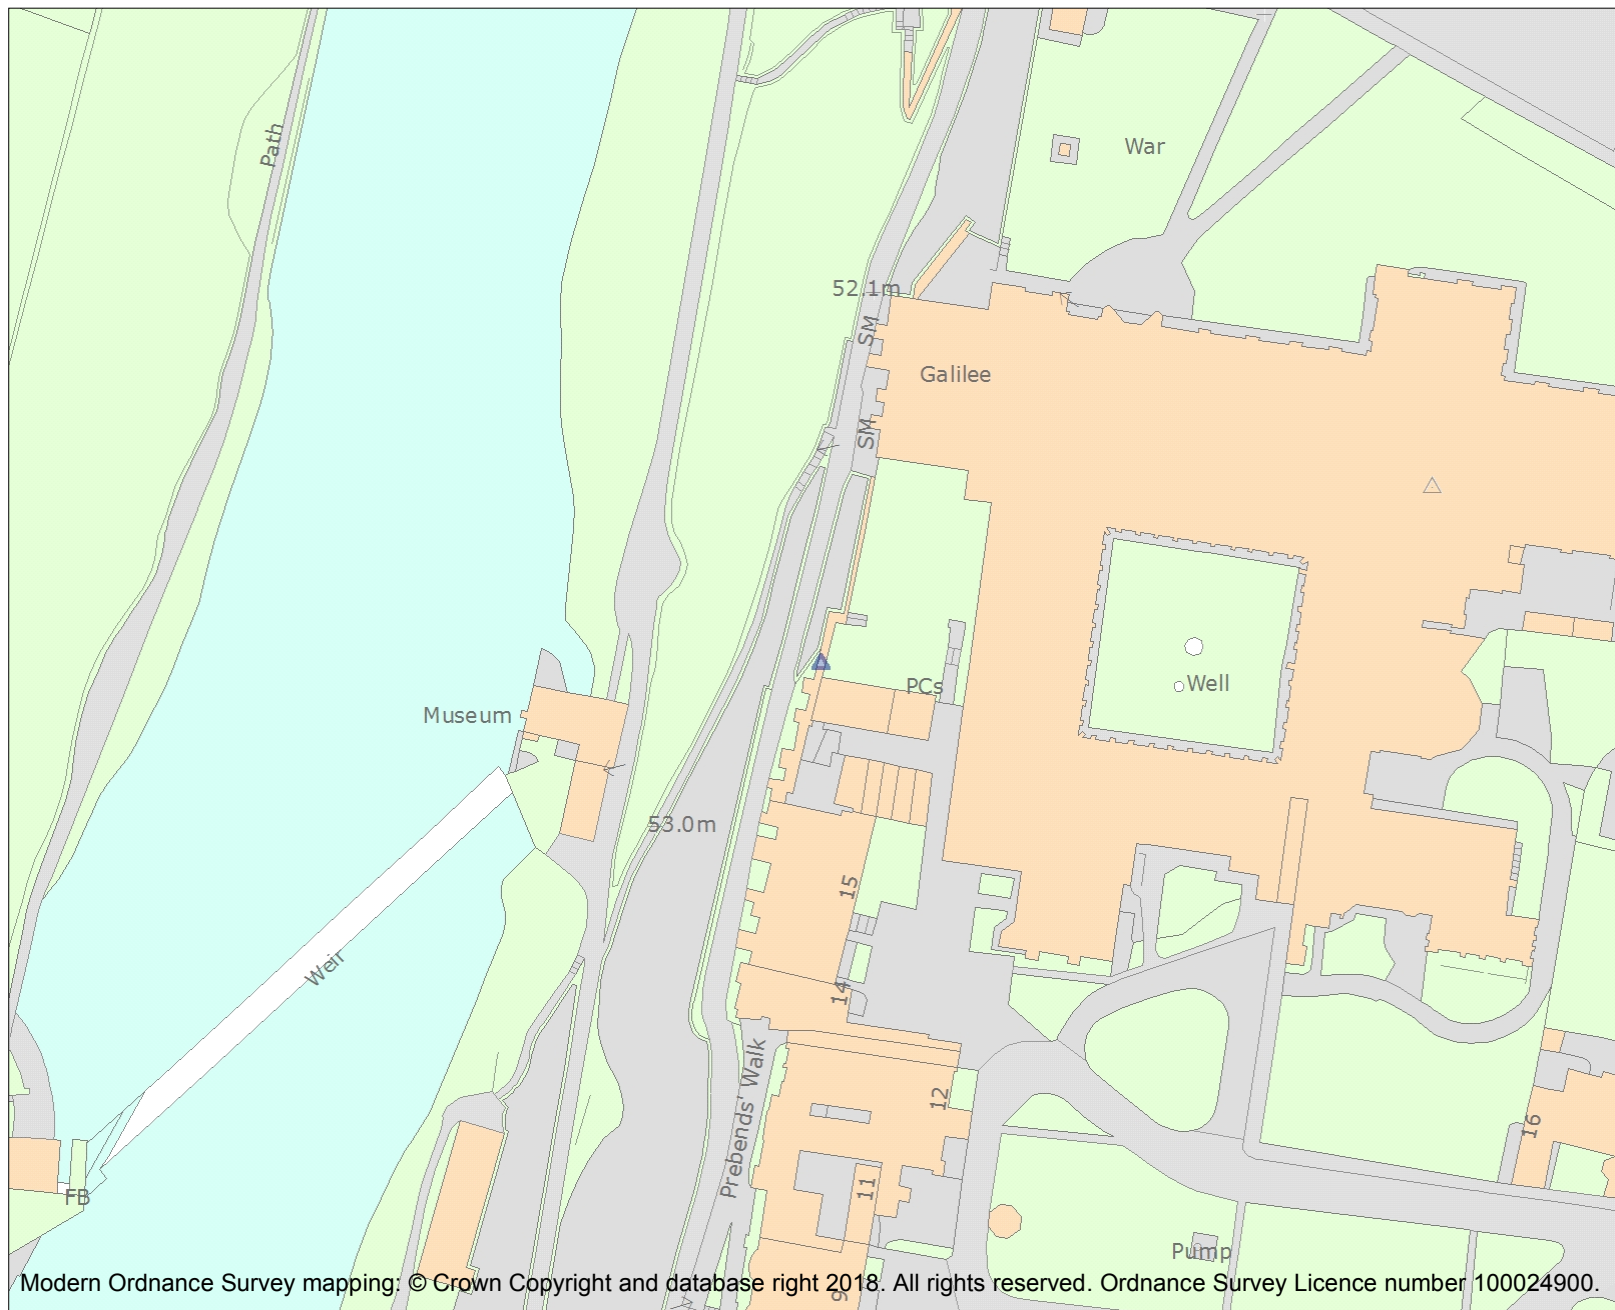 Path
War
52.1m
SM
Galilee
SM
PCs
Well
Museum
53.0m
15
Weir
14
Prebends' Walk
12
16
11
FB
Pump
9
Modern Ordnance Survey mapping: © Crown Copyright and database right 2018. All rights reserved. Ordnance Survey Licence number 100024900.